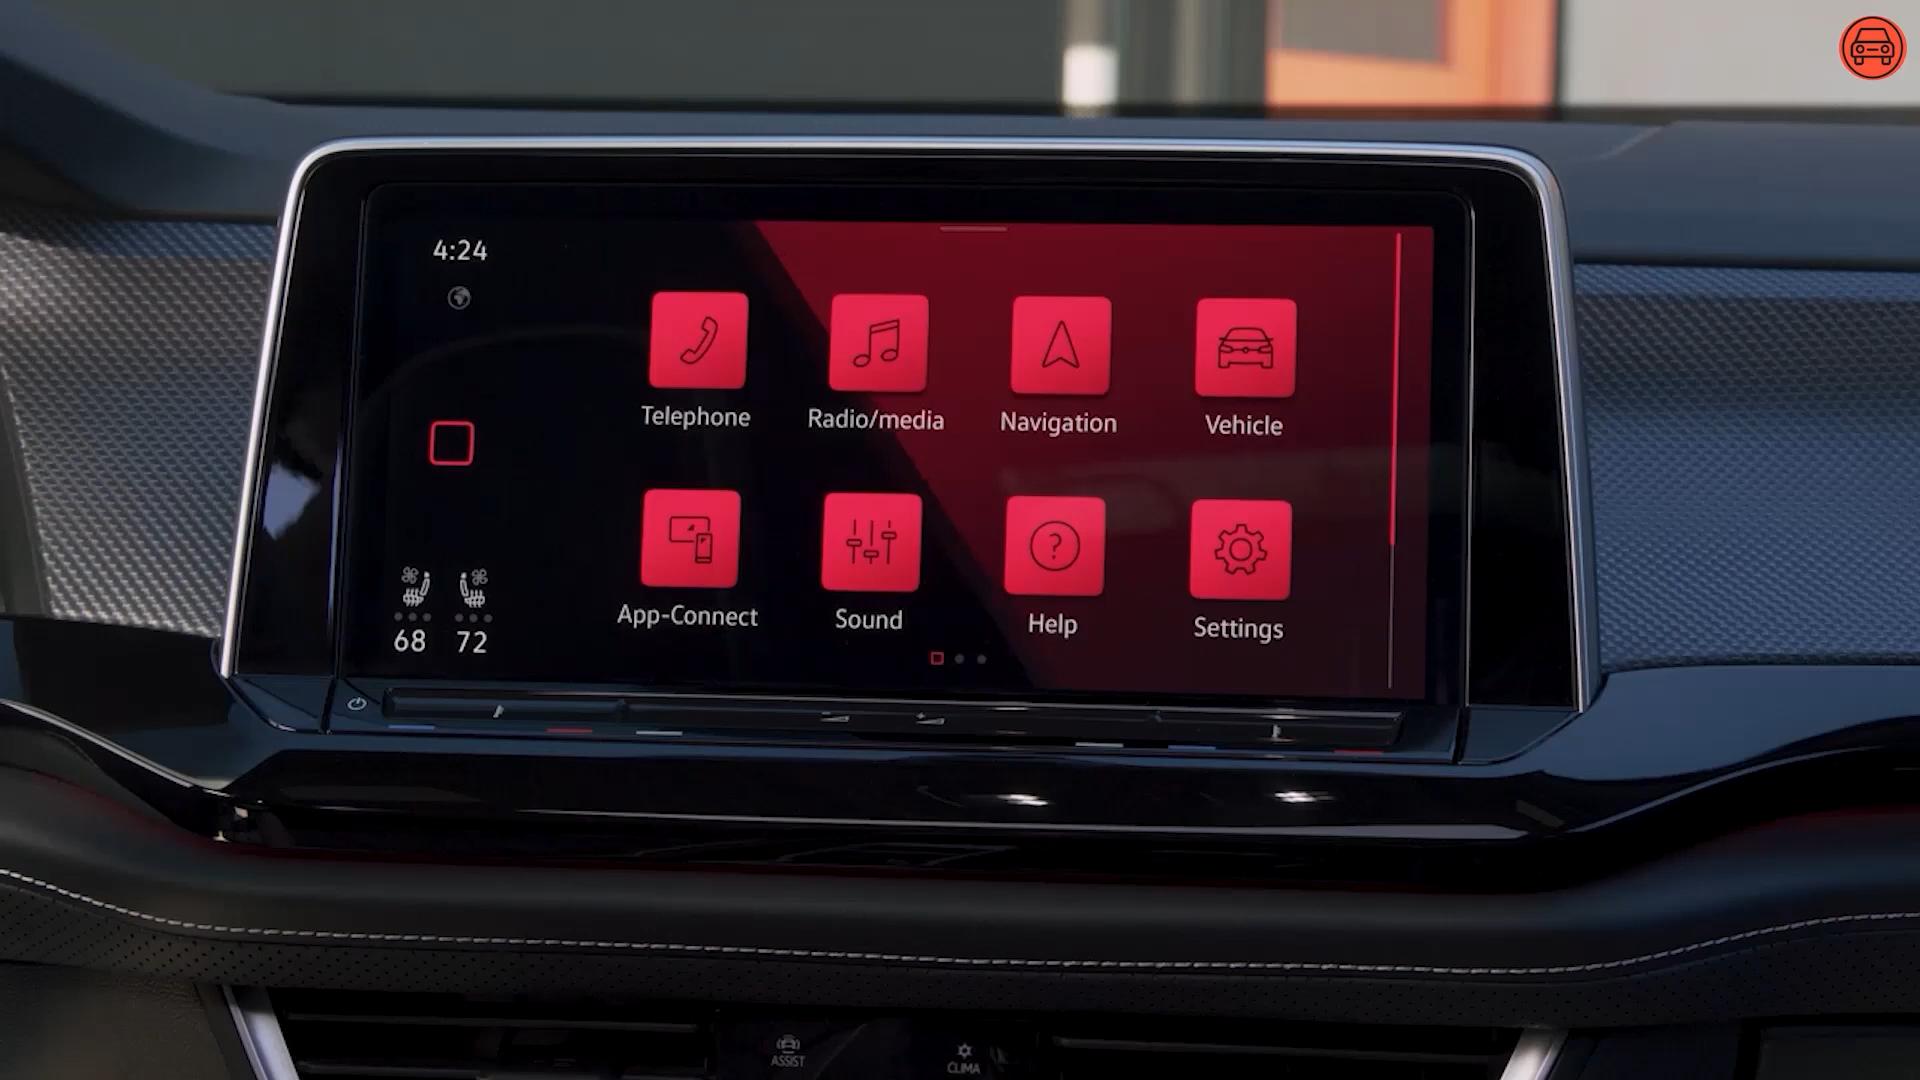 4:24
Telephone
Radio/media
Navigation
Vehicle
App-Connect
Sound
Help
Settings
68 72
ASSIST
CLIMA